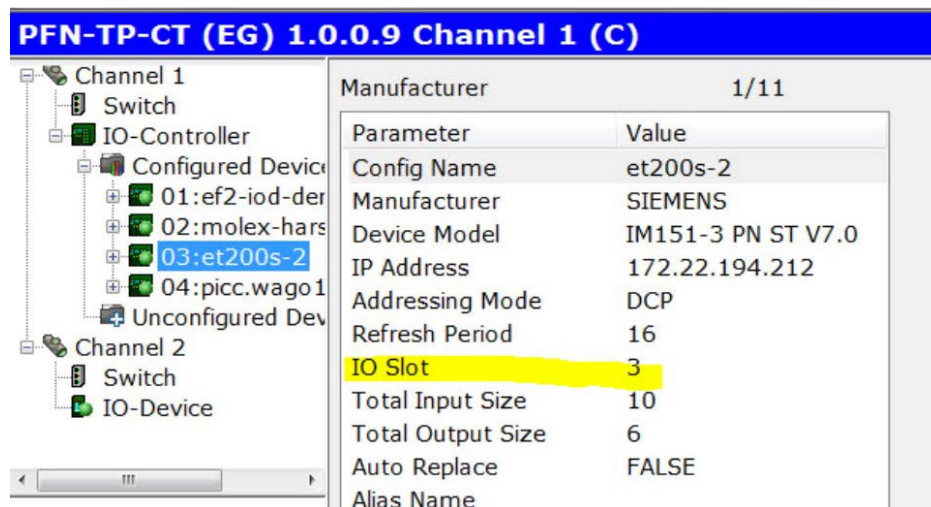 PFN-TP-CT (EG) 1.0.0.9 Channel 1 (C)
Channel 1
Switch
IO-Controller
Configured Device
01:ef2-iod-der
02:molex-hars
03:et200s-2
04:picc.wago1
Unconfigured Dev
Channel 2
Switch
IO-Device
Manufacturer 1/11
Parameter Value
Config Name et200s-2
Manufacturer SIEMENS
Device Model IM151-3 PN ST V7.0
IP Address 172.22.194.212
Addressing Mode DCP
Refresh Period 16
IO Slot 3
Total Input Size 10
Total Output Size 6
Auto Replace FALSE
Alias Name